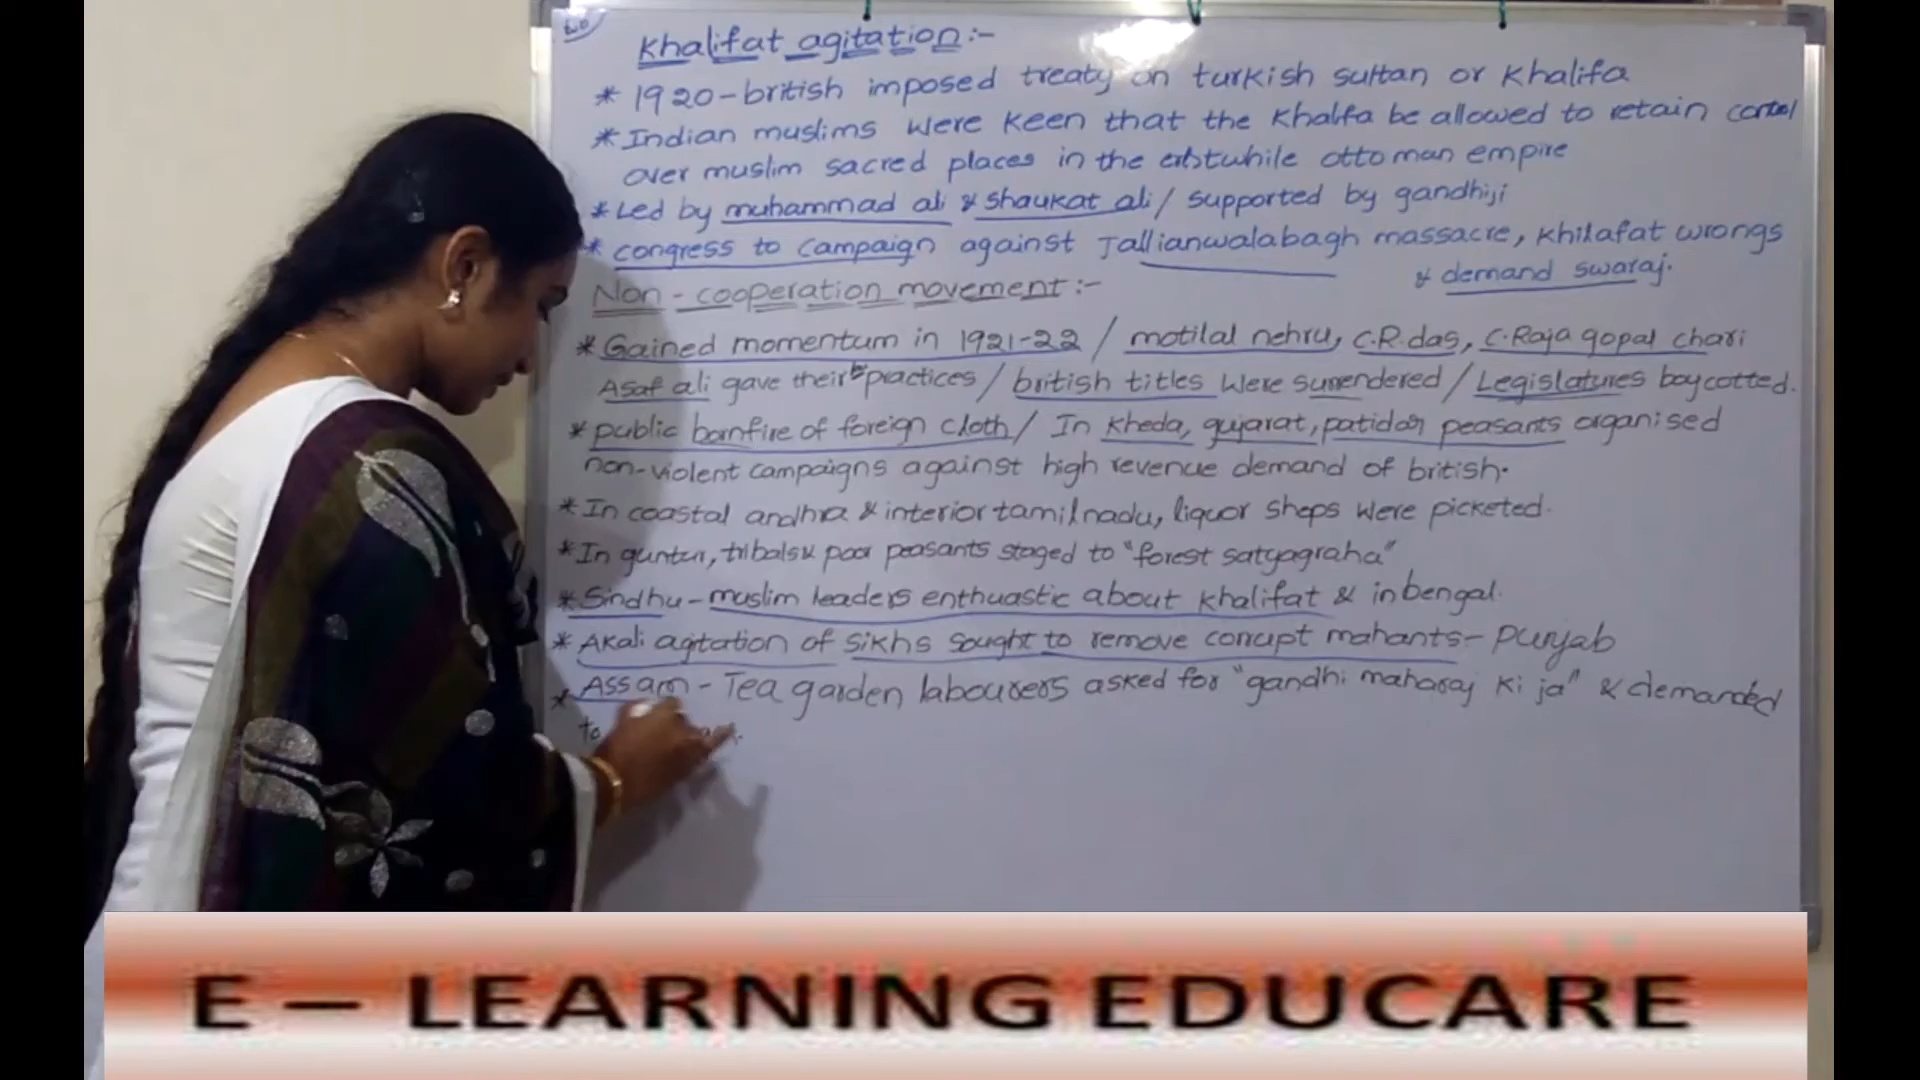 Khalifat agitation:-
* 1920-british imposed treaty on turkish sultan or Khalifa
* Indian muslims were keen that the Khalifa be allowed to retain control
over muslim sacred places in the erstwhile ottoman empire
* Led by muhammad ali & Shaukat ali / supported by gandhiji
* congress to campaign against Jallianwalabagh massacre, Khilafat wrongs
& demand swaraj.
Non-cooperation movement:-
* Gained momentum in 1921-22 / motilal nehru, C.R.das, C.Raja gopal chari
Asaf ali gave their practices / british titles were surrendered / Legislatures boycotted.
* public bornfire of foreign cloth / In Kheda, gujarat, patidar peasants organised
non-violent campaigns against high revenue demand of british.
* In coastal andhra & interior tamilnadu, liquor shops were picketed.
* In guntur, tribals & poor peasants staged to "forest satyagraha"
* Sindhu - muslim leaders enthuastic about Khalifat & in bengal.
* Akali agitation of sikhs sought to remove corrupt mahants - Punjab
* Assam - Tea garden labourers asked for "gandhi maharaj ki ja" & demanded
to
E – LEARNING EDUCARE